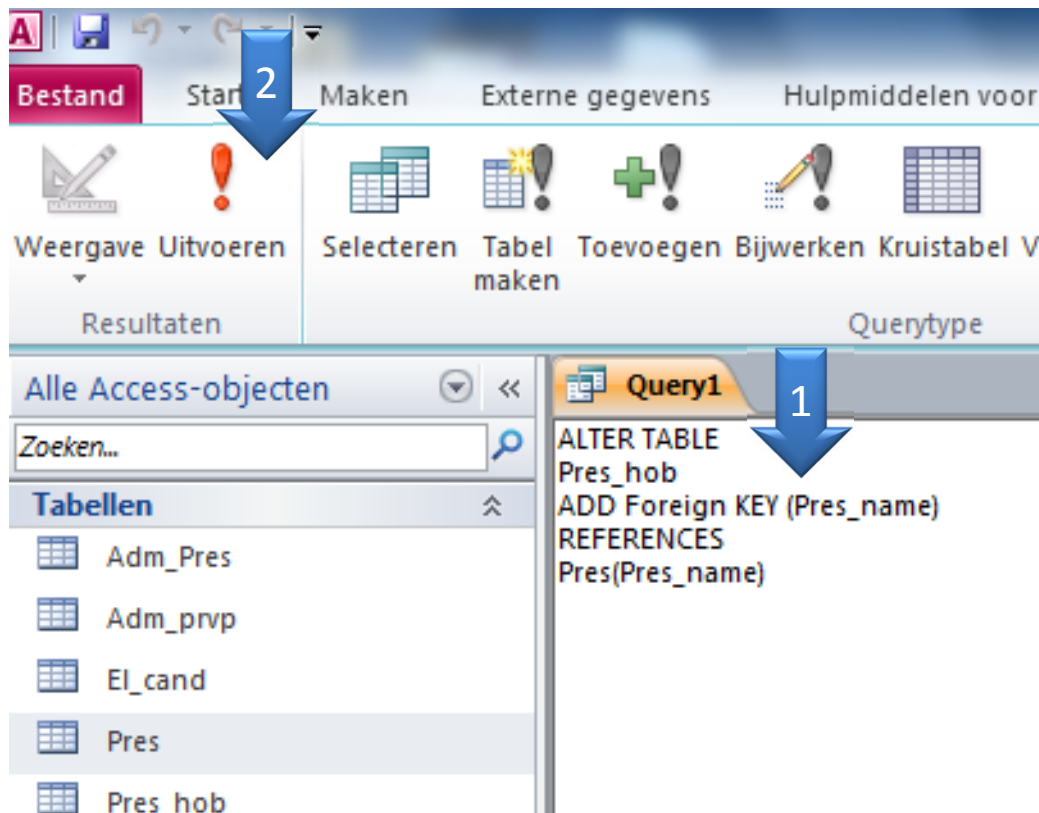 A
2
Bestand Start Maken Externe gegevens Hulpmiddelen voor
Weergave Uitvoeren Selecteren Tabel maken Toevoegen Bijwerken Kruistabel V
Resultaten Querytype
Alle Access-objecten
Zoeken...
Tabellen
Adm_Pres
Adm_prvp
El_cand
Pres
Pres_hob
Query1
1
ALTER TABLE
Pres_hob
ADD Foreign KEY (Pres_name)
REFERENCES
Pres(Pres_name)